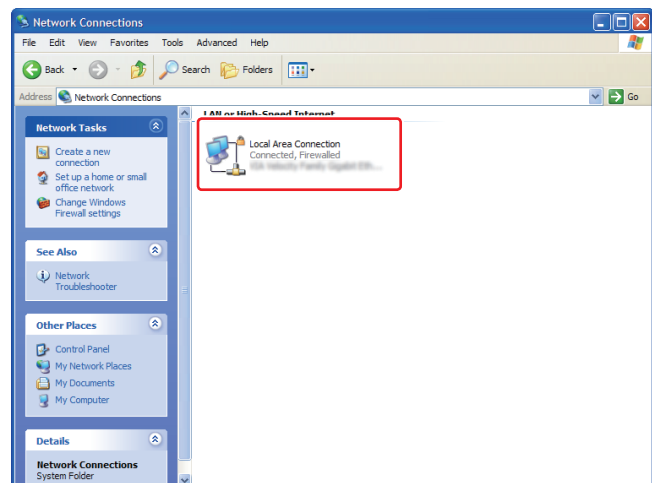 Network Connections
File Edit View Favorites Tools Advanced Help
Back Search Folders
Address Network Connections Go
LAN or High-Speed Internet
Network Tasks
Create a new
connection
Set up a home or small
office network
Change Windows
Firewall settings
See Also
Network
Troubleshooter
Other Places
Control Panel
My Network Places
My Documents
My Computer
Details
Network Connections
System Folder
Local Area Connection
Connected, Firewalled